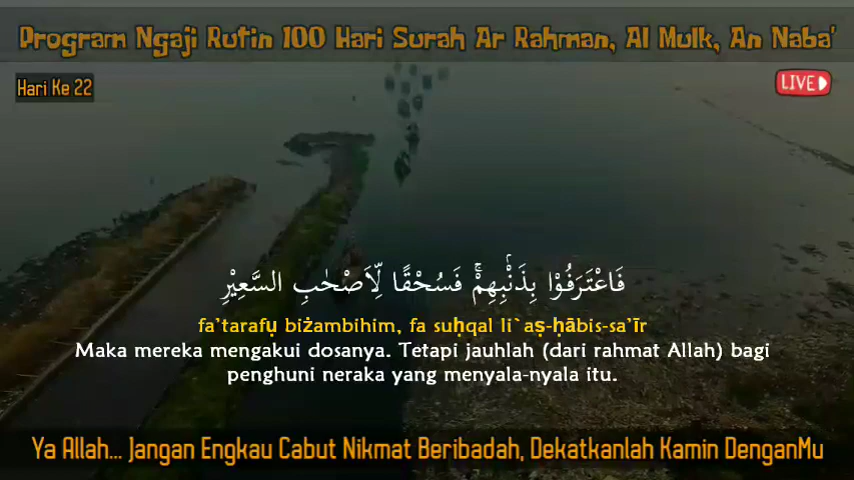 Program Ngaji Rutin 100 Hari Surah Ar Rahman, Al Mulk, An Naba'
Hari Ke 22
LIVE
فَاعْتَرَفُوْا بِذَنْۢبِهِمْۚ فَسُحْقًا لِّاَصْحٰبِ السَّعِيْرِ
fa'tarafụ biżambihim, fa suḥqal li`aṣ-ḥābis-sa'īr
Maka mereka mengakui dosanya. Tetapi jauhlah (dari rahmat Allah) bagi
penghuni neraka yang menyala-nyala itu.
Ya Allah... Jangan Engkau Cabut Nikmat Beribadah, Dekatkanlah Kamin DenganMu